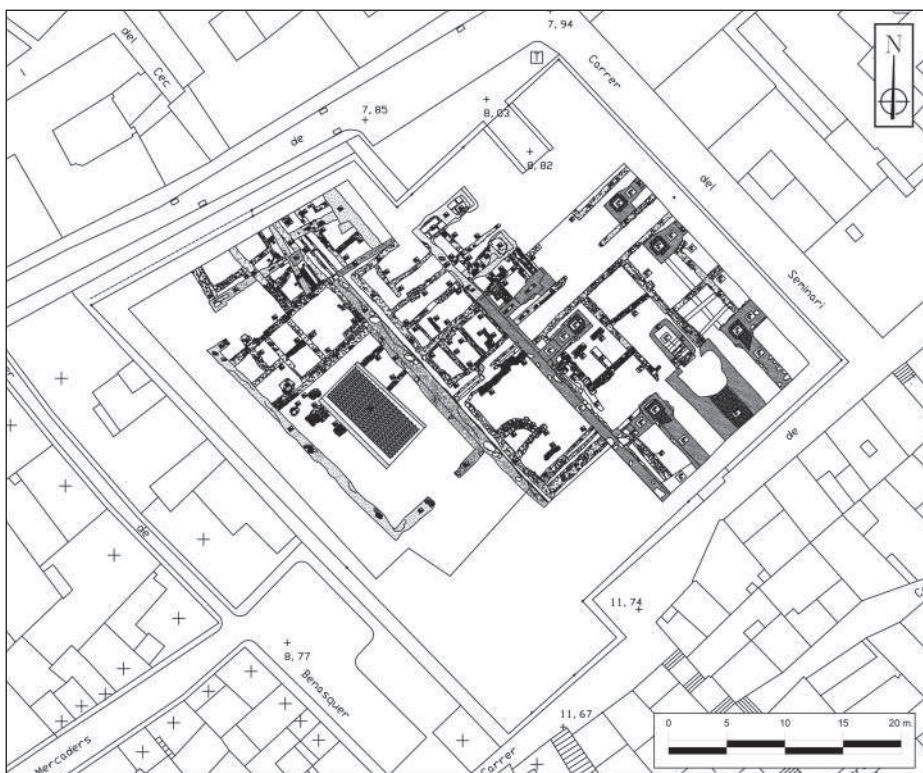 7,94
del
Cec
T
Carrer
N
7,85
8,03
8,82
de
del
Seminari
de
de
11,74
8,77
Benasquer
11,67
Mercaders
Carrer
0 5 10 15 20 m.